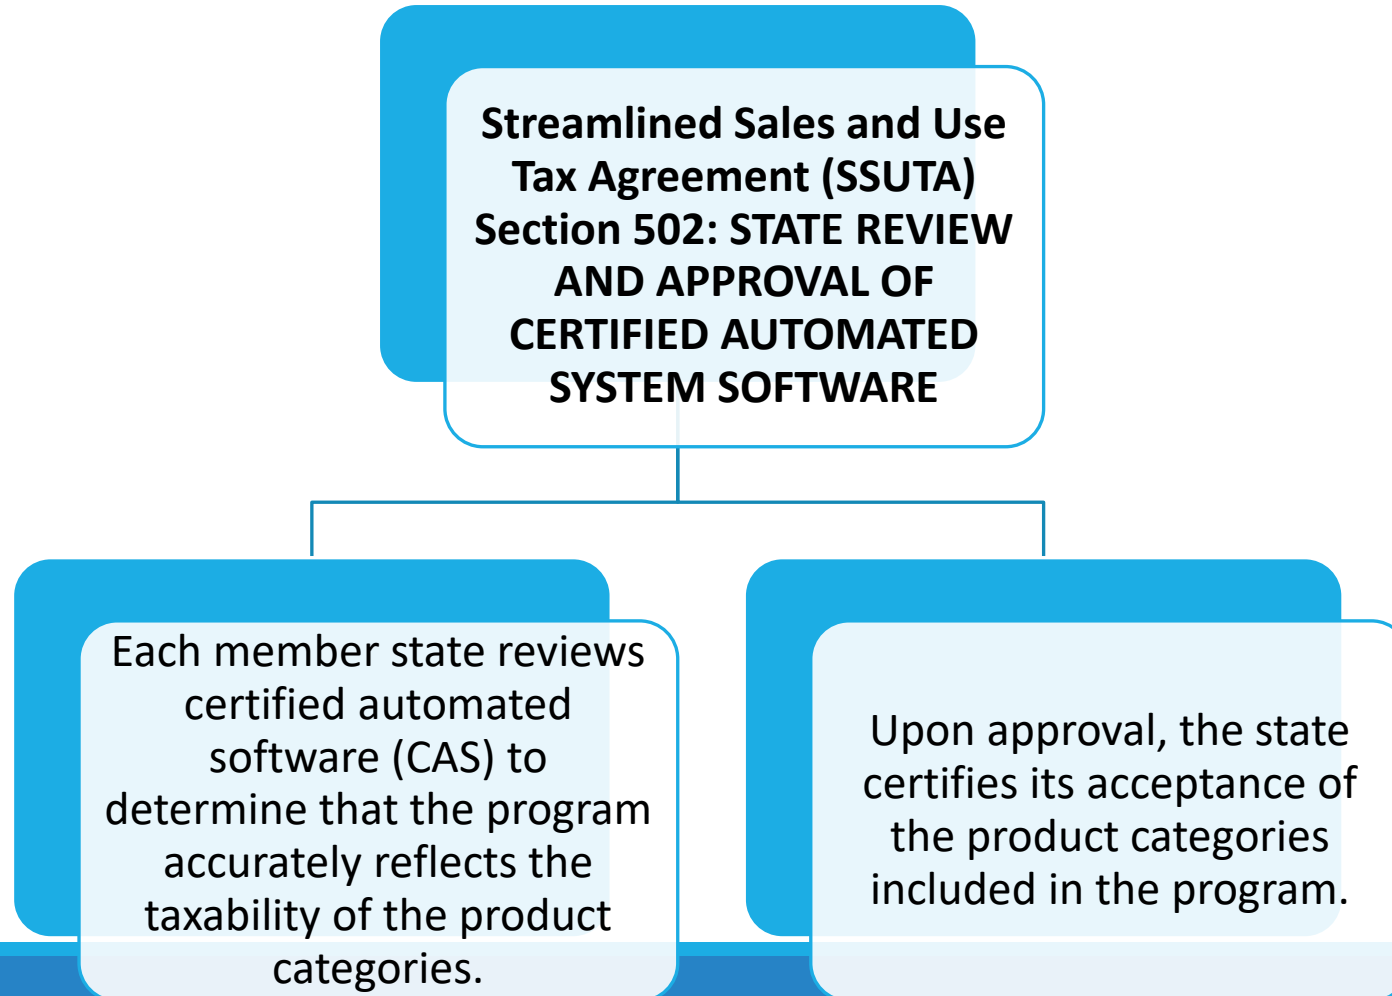 Streamlined Sales and Use
Tax Agreement (SSUTA)
Section 502: STATE REVIEW
AND APPROVAL OF
CERTIFIED AUTOMATED
SYSTEM SOFTWARE
Each member state reviews
certified automated
software (CAS) to
determine that the program
accurately reflects the
taxability of the product
categories.
Upon approval, the state
certifies its acceptance of
the product categories
included in the program.